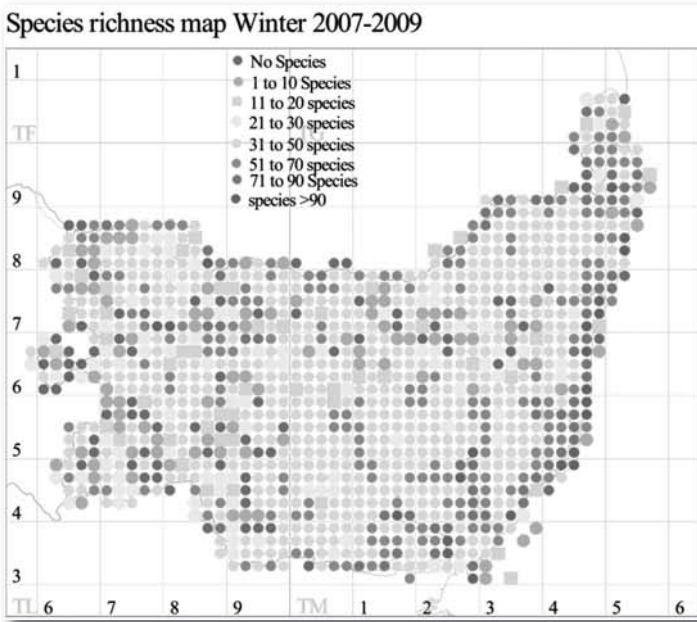 Species richness map Winter 2007-2009
No Species
1 to 10 Species
11 to 20 species
21 to 30 species
31 to 50 species
51 to 70 species
71 to 90 Species
species >90
1
TF
TG
9
8
7
6
5
4
3
TL 6 7 8 9 TM 1 2 3 4 5 6